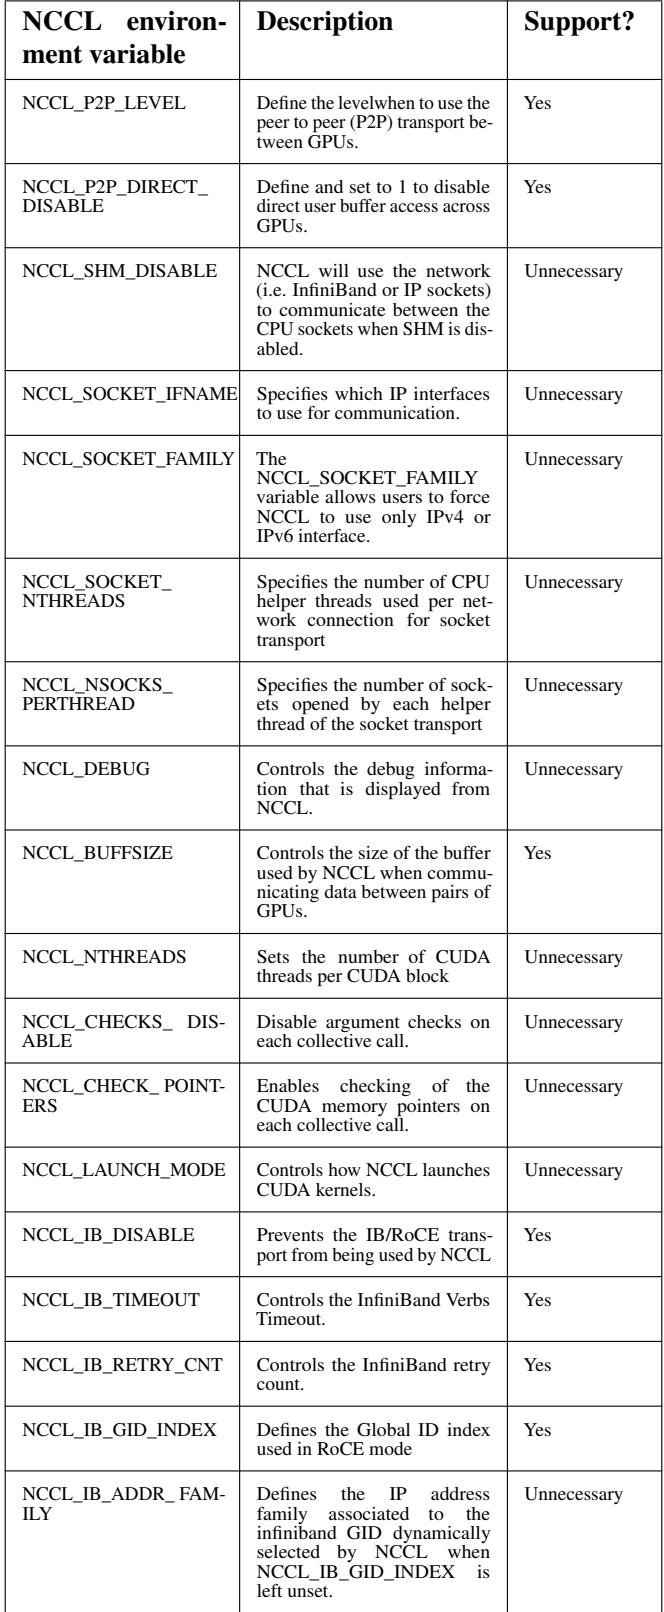 NCCL environ-
ment variable
Description
Support?
NCCL_P2P_LEVEL
Define the levelwhen to use the
peer to peer (P2P) transport be-
tween GPUs.
Yes
NCCL_P2P_DIRECT_
DISABLE
Define and set to 1 to disable
direct user buffer access across
GPUs.
Yes
NCCL_SHM_DISABLE
NCCL will use the network
(i.e. InfiniBand or IP sockets)
to communicate between the
CPU sockets when SHM is dis-
abled.
Unnecessary
NCCL_SOCKET_IFNAME
Specifies which IP interfaces
to use for communication.
Unnecessary
NCCL_SOCKET_FAMILY
The
NCCL_SOCKET_FAMILY
variable allows users to force
NCCL to use only IPv4 or
IPv6 interface.
Unnecessary
NCCL_SOCKET_
NTHREADS
Specifies the number of CPU
helper threads used per net-
work connection for socket
transport
Unnecessary
NCCL_NSOCKS_
PERTHREAD
Specifies the number of sock-
ets opened by each helper
thread of the socket transport
Unnecessary
NCCL_DEBUG
Controls the debug informa-
tion that is displayed from
NCCL.
Unnecessary
NCCL_BUFFSIZE
Controls the size of the buffer
used by NCCL when commu-
nicating data between pairs of
GPUs.
Yes
NCCL_NTHREADS
Sets the number of CUDA
threads per CUDA block
Unnecessary
NCCL_CHECKS_ DIS-
ABLE
Disable argument checks on
each collective call.
Unnecessary
NCCL_CHECK_ POINT-
ERS
Enables checking of the
CUDA memory pointers on
each collective call.
Unnecessary
NCCL_LAUNCH_MODE
Controls how NCCL launches
CUDA kernels.
Unnecessary
NCCL_IB_DISABLE
Prevents the IB/RoCE trans-
port from being used by NCCL
Yes
NCCL_IB_TIMEOUT
Controls the InfiniBand Verbs
Timeout.
Yes
NCCL_IB_RETRY_CNT
Controls the InfiniBand retry
count.
Yes
NCCL_IB_GID_INDEX
Defines the Global ID index
used in RoCE mode
Yes
NCCL_IB_ADDR_ FAM-
ILY
Defines the IP address
family associated to the
infiniband GID dynamically
selected by NCCL when
NCCL_IB_GID_INDEX is
left unset.
Unnecessary